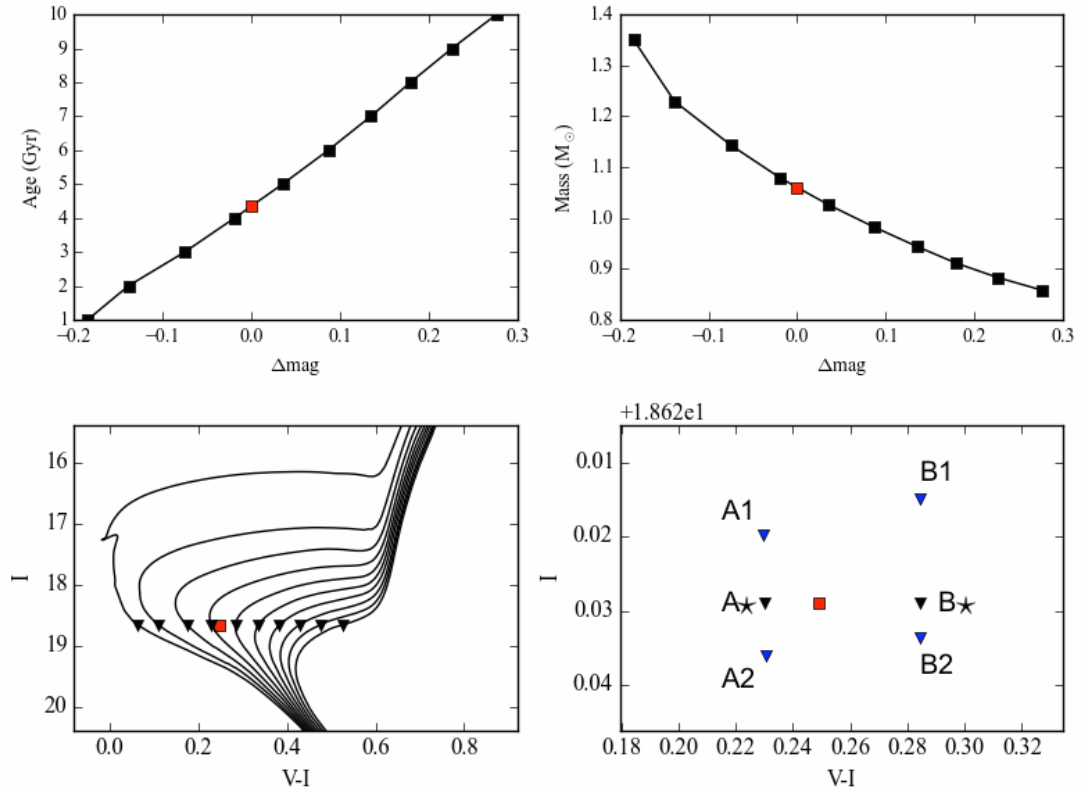 10
9
8
7
6
5
4
3
2
1
Age (Gyr)
−0.2 −0.1 0.0 0.1 0.2 0.3
Δmag
1.4
1.3
1.2
1.1
1.0
0.9
0.8
Mass (M☉)
−0.2 −0.1 0.0 0.1 0.2 0.3
Δmag
16
17
18
19
20
I
0.0 0.2 0.4 0.6 0.8
V-I
+1.862e1
0.01
0.02
0.03
0.04
I
B1
A1
A★ B★
B2
A2
0.18 0.20 0.22 0.24 0.26 0.28 0.30 0.32
V-I